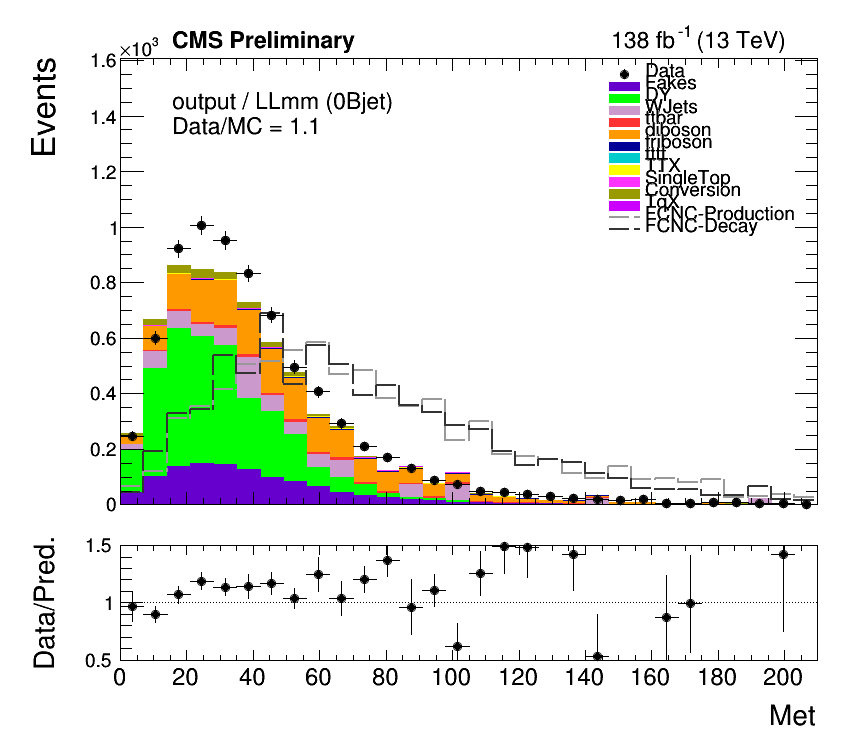 CMS Preliminary
138 fb-1 (13 TeV)
×10³
Events
1.6
1.4
1.2
1
0.8
0.6
0.4
0.2
0
output / LLmm (0Bjet)
Data/MC = 1.1
Data
Fakes
DY
WJets
ttbar
diboson
triboson
tttt
TTX
SingleTop
Conversion
TqX
FCNC-Production
FCNC-Decay
Data/Pred.
1.5
1
0.5
0 20 40 60 80 100 120 140 160 180 200
Met